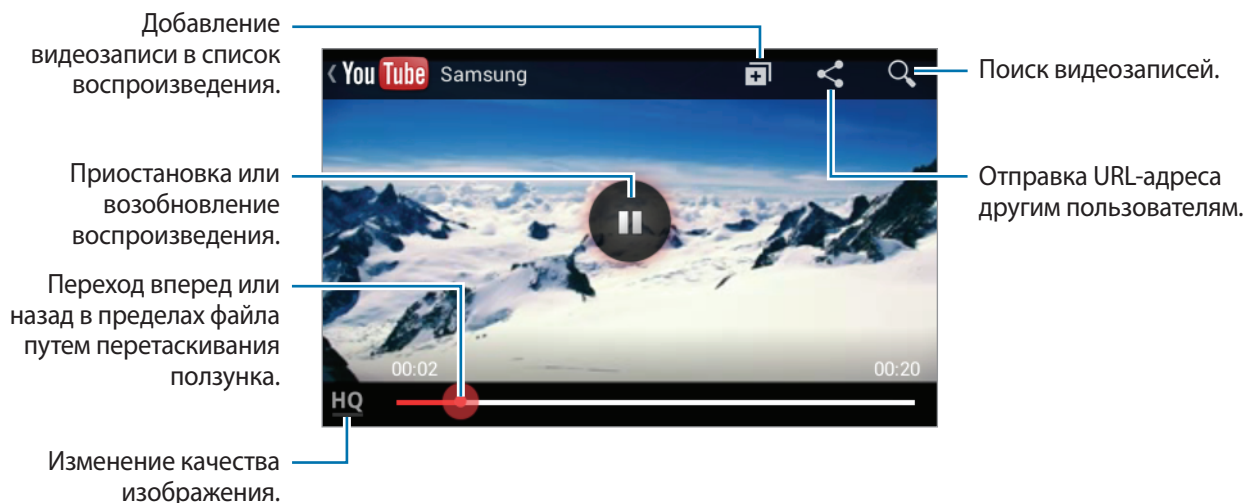 Добавление
видеозаписи в список
воспроизведения.
You Tube Samsung
Поиск видеозаписей.
Отправка URL-адреса
другим пользователям.
Приостановка или
возобновление
воспроизведения.
Переход вперед или
назад в пределах файла
путем перетаскивания
ползунка.
00:02
00:20
HQ
Изменение качества
изображения.